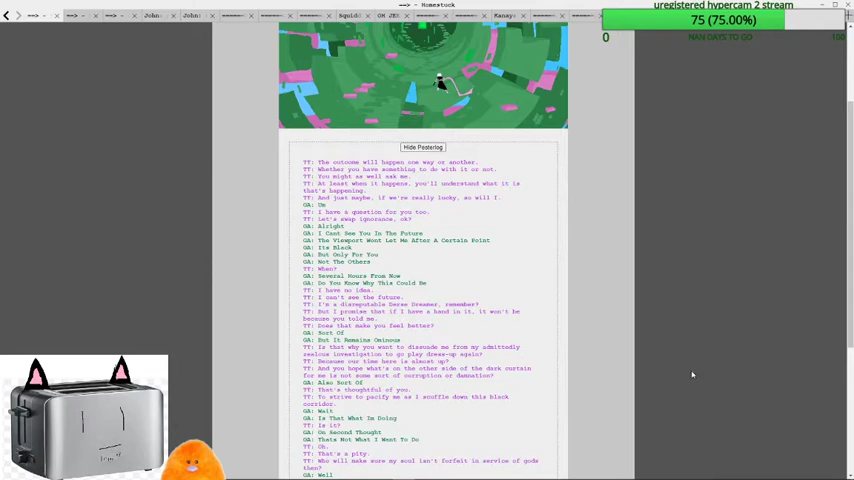 ==> - Homestuck
unregistered hypercam 2 stream
75 (75.00%)
0
NAN DAYS TO GO
100
Hide Pesterlog
TT: The outcome will happen one way or another.
TT: Whether you have something to do with it or not.
TT: You might as well ask me.
TT: At least when it happens, you'll understand what it is
that's happening.
TT: And just maybe, if we're really lucky, so will I.
GA: Um
TT: I have a question for you too.
TT: Let's swap ignorance, ok?
GA: Alright
GA: I Cant See You In The Future
GA: The Viewport Wont Let Me After A Certain Point
GA: Its Black
GA: But Only For You
GA: Not The Others
TT: When?
GA: Several Hours From Now
GA: Do You Know Why This Could Be
TT: I have no idea.
TT: I can't see the future.
TT: I'm a disreputable Derse Dreamer, remember?
TT: But I promise that if I have a hand in it, it won't be
because you told me.
TT: Does that make you feel better?
GA: Sort Of
GA: But It Remains Ominous
TT: Is that why you want to dissuade me from my admittedly
zealous investigation to go play dress-up again?
TT: Because our time here is almost up?
TT: And you hope what's on the other side of the dark curtain
for me is not some sort of corruption or damnation?
GA: Also Sort Of
TT: That's thoughtful of you.
TT: To strive to pacify me as I scuffle down this black
corridor.
GA: Wait
GA: Is That What Im Doing
TT: Is it?
GA: On Second Thought
GA: Thats Not What I Want To Do
TT: Oh.
TT: That's a pity.
TT: Who will make sure my soul isn't forfeit in service of gods
then?
GA: Well